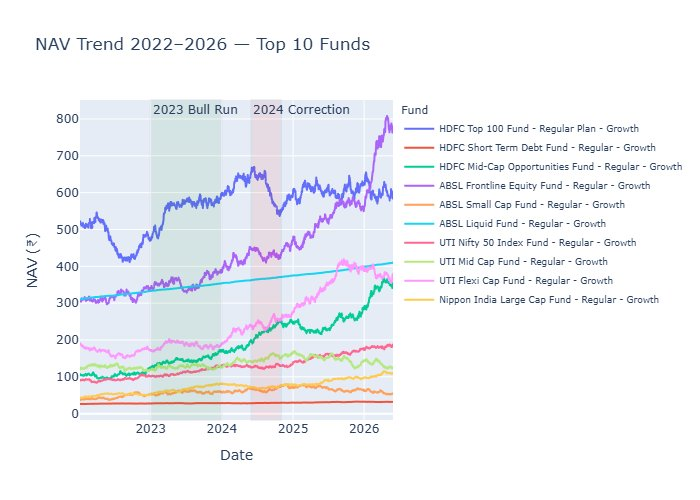 NAV Trend 2022–2026 — Top 10 Funds
2023 Bull Run
2024 Correction
Fund
HDFC Top 100 Fund - Regular Plan - Growth
HDFC Short Term Debt Fund - Regular - Growth
HDFC Mid-Cap Opportunities Fund - Regular - Growth
ABSL Frontline Equity Fund - Regular - Growth
ABSL Small Cap Fund - Regular - Growth
ABSL Liquid Fund - Regular - Growth
UTI Nifty 50 Index Fund - Regular - Growth
UTI Mid Cap Fund - Regular - Growth
UTI Flexi Cap Fund - Regular - Growth
Nippon India Large Cap Fund - Regular - Growth
NAV (₹)
800
700
600
500
400
300
200
100
0
2023
2024
2025
2026
Date